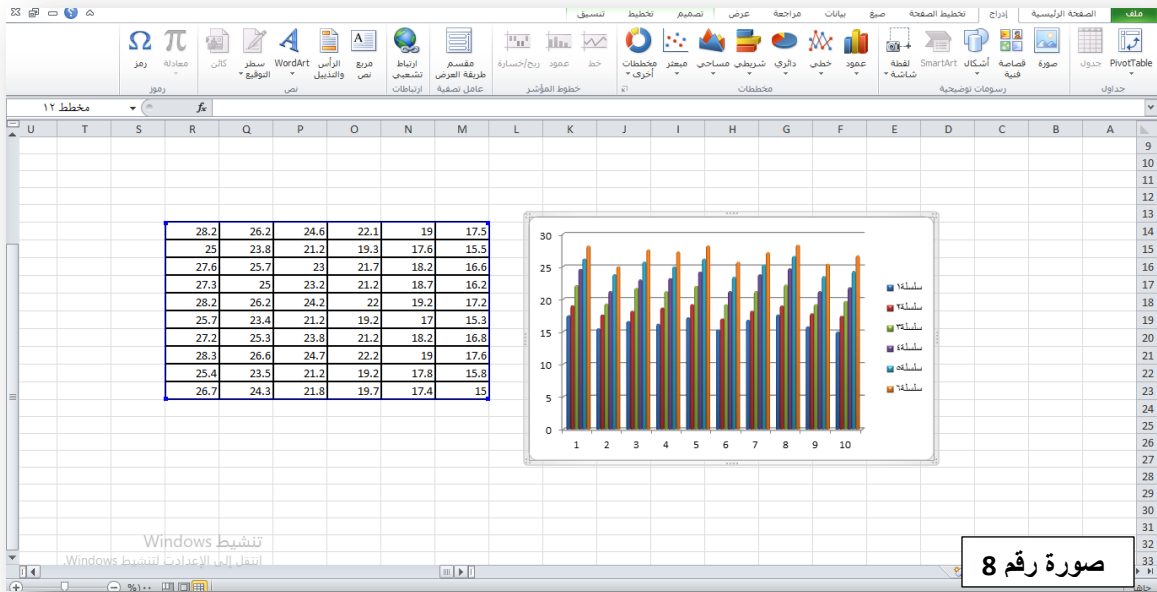 ملف الصفحة الرئيسية إدراج تخطيط الصفحة صيغ بيانات مراجعة عرض تصميم تخطيط تنسيق
PivotTable جدول صورة قصاصة فنية أشكال SmartArt لقطة شاشة عمود خطي دائري شريطي مساحي مبعثر مخططات أخرى خط عمود ربح/خسارة مقسم طريقة العرض ارتباط تشعبي مربع نص الرأس والتذييل WordArt سطر التوقيع كائن معادلة رمز
جداول رسومات توضيحية مخططات خطوط المؤشر عامل تصفية ارتباطات نص رموز
مخطط ١٢ fx
U T S R Q P O N M L K J I H G F E D C B A
9
10
11
12
13
14
15
16
17
18
19
20
21
22
23
24
25
26
27
28
29
30
31
32
33
28.2 26.2 24.6 22.1 19 17.5
25 23.8 21.2 19.3 17.6 15.5
27.6 25.7 23 21.7 18.2 16.6
27.3 25 23.2 21.2 18.7 16.2
28.2 26.2 24.2 22 19.2 17.2
25.7 23.4 21.2 19.2 17 15.3
27.2 25.3 23.8 21.2 18.2 16.8
28.3 26.6 24.7 22.2 19 17.6
25.4 23.5 21.2 19.2 17.8 15.8
26.7 24.3 21.8 19.7 17.4 15
30
25
20
15
10
5
0
1 2 3 4 5 6 7 8 9 10
سلسلة١
سلسلة٢
سلسلة٣
سلسلة٤
سلسلة٥
سلسلة٦
تنشيط Windows
انتقل إلى الإعدادت لتنشيط Windows.
صورة رقم 8
%١٠٠